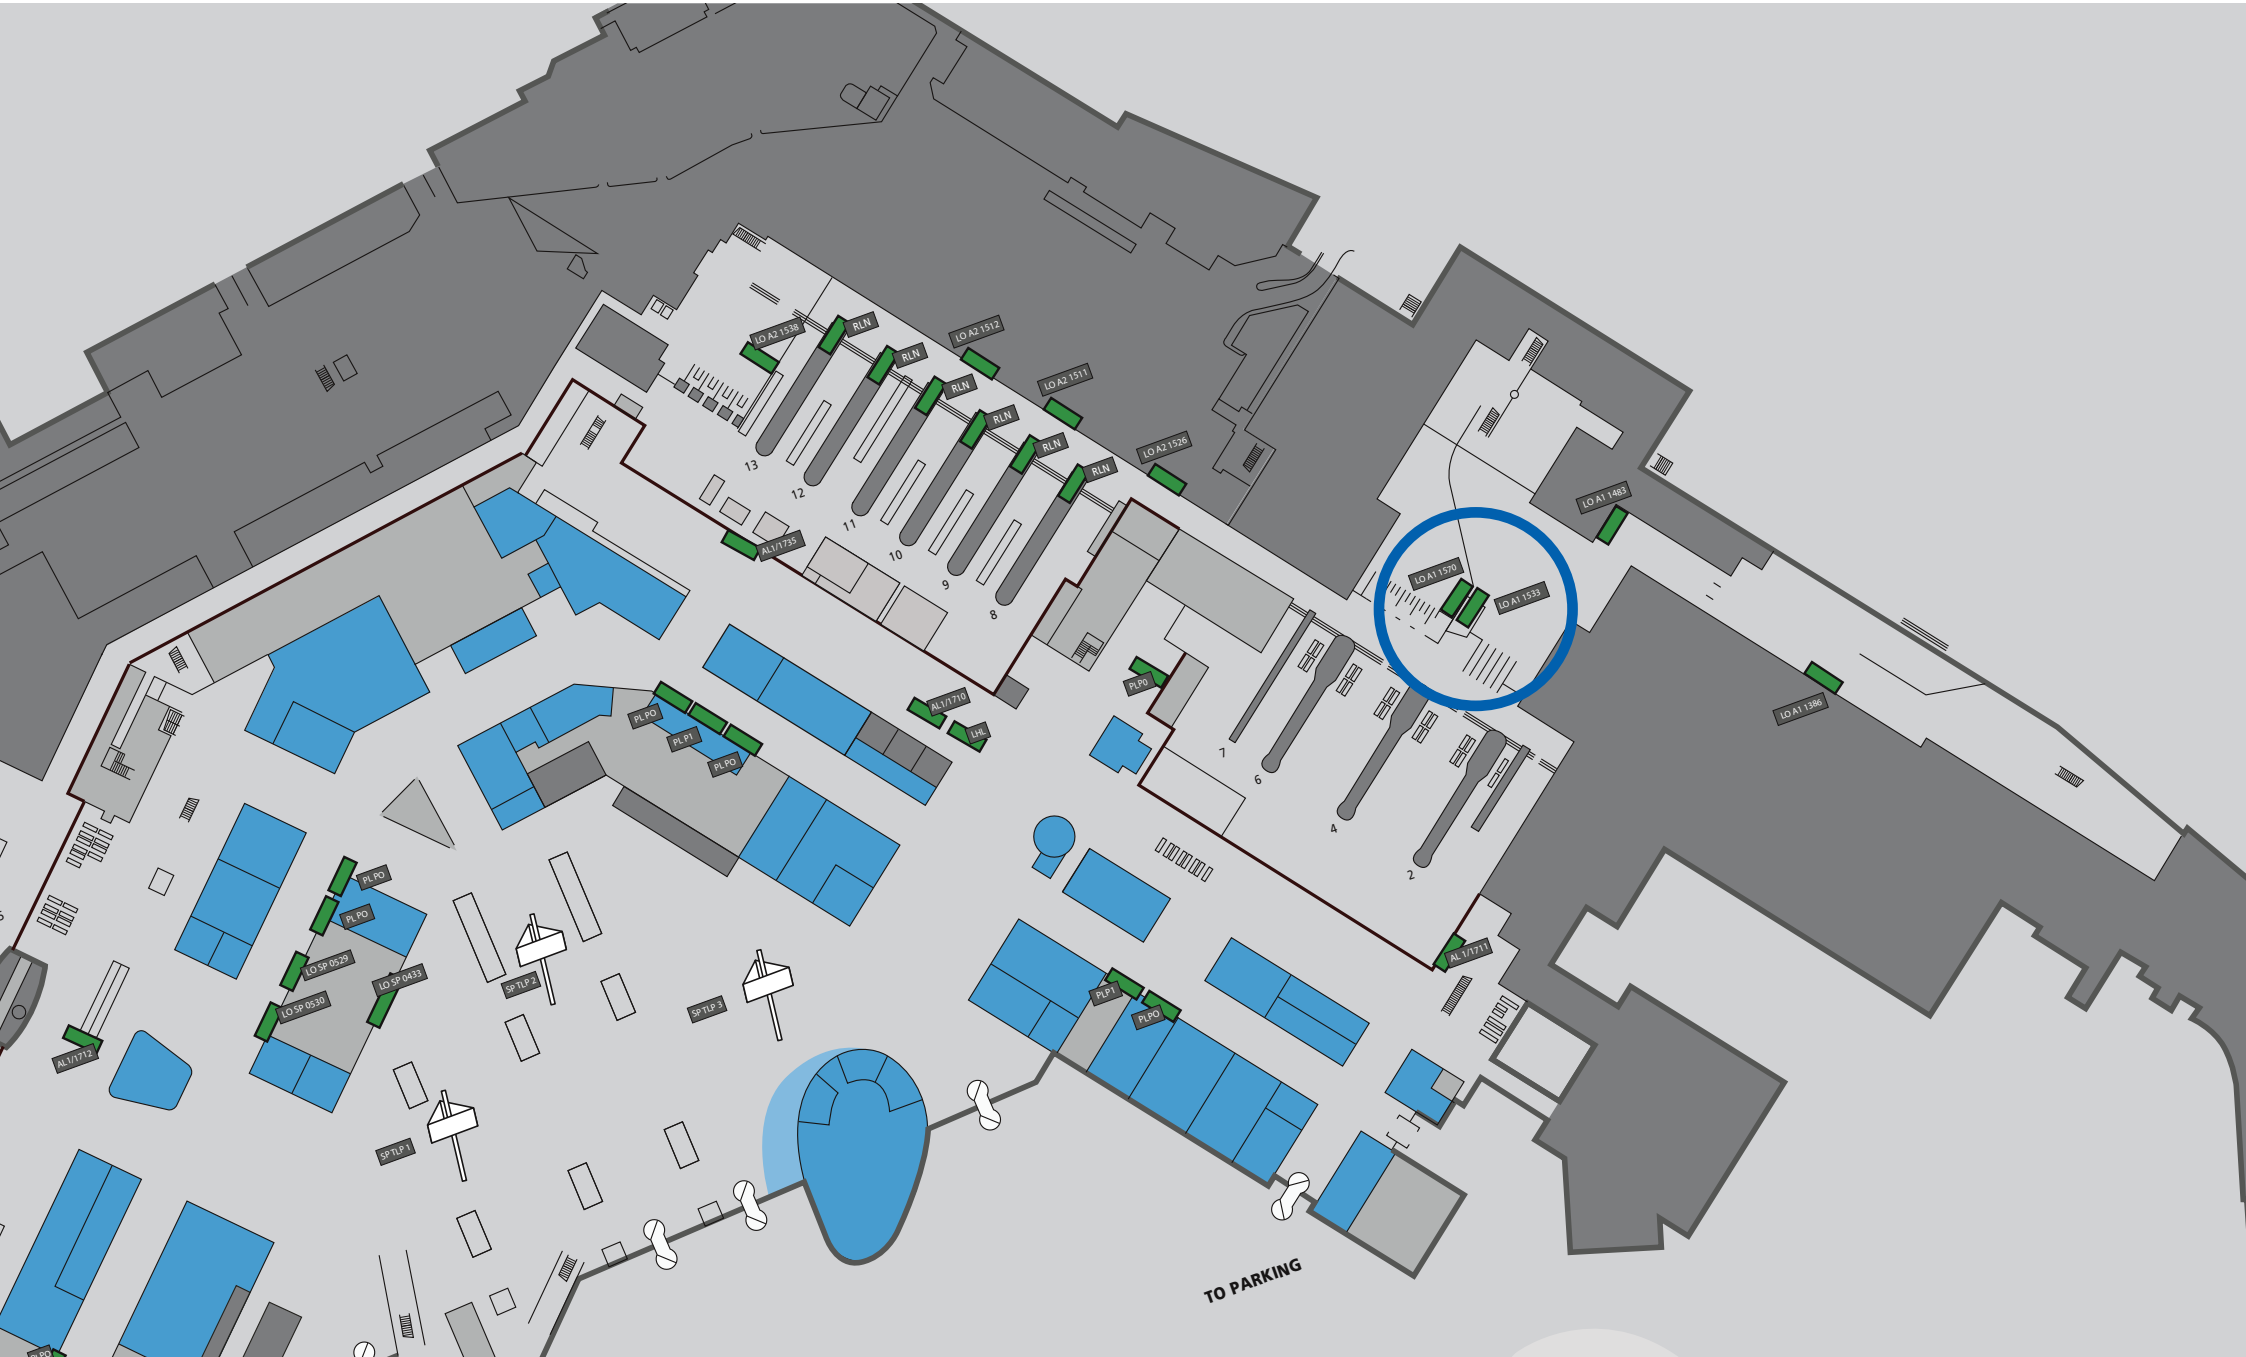 LO A2 1538
RLN
LO A2 1512
RLN
RLN
LO A2 1511
RLN
RLN
LO A2 1526
RLN
13
12
11
10
9
8
AL1/1735
LO A1 1483
LO A1 1570
LO A1 1533
PLP0
AL1/1710
LHL
LO A1 1386
PL PO
PL P1
PL PO
7
6
4
2
PL PO
PL PO
LO SP 0529
LO SP 0433
LO SP 0530
SP TLP 2
SP TLP 3
AL 1/1711
PLP1
PLPO
AL1/1712
SP TLP 1
TO PARKING
PLPO